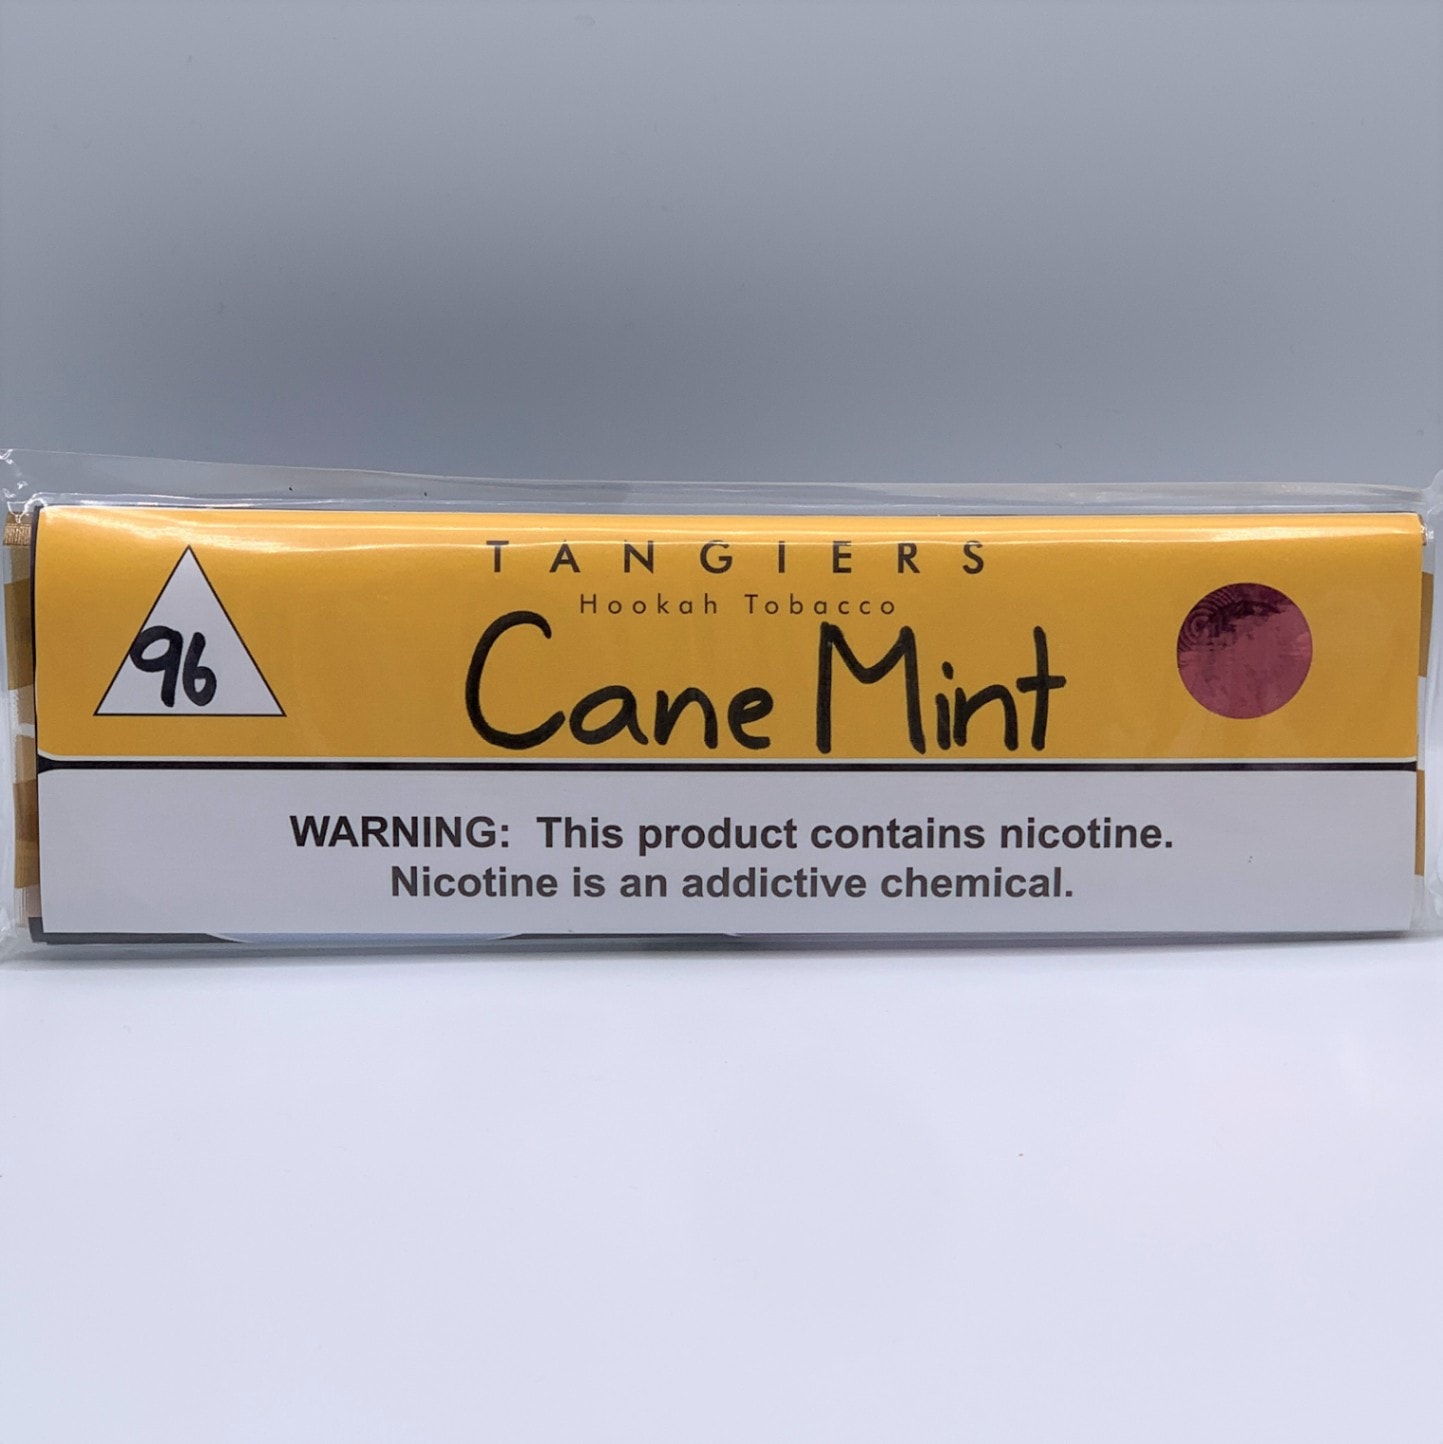 TANGIERS
Hookah Tobacco
96
Cane Mint
WARNING: This product contains nicotine.
Nicotine is an addictive chemical.